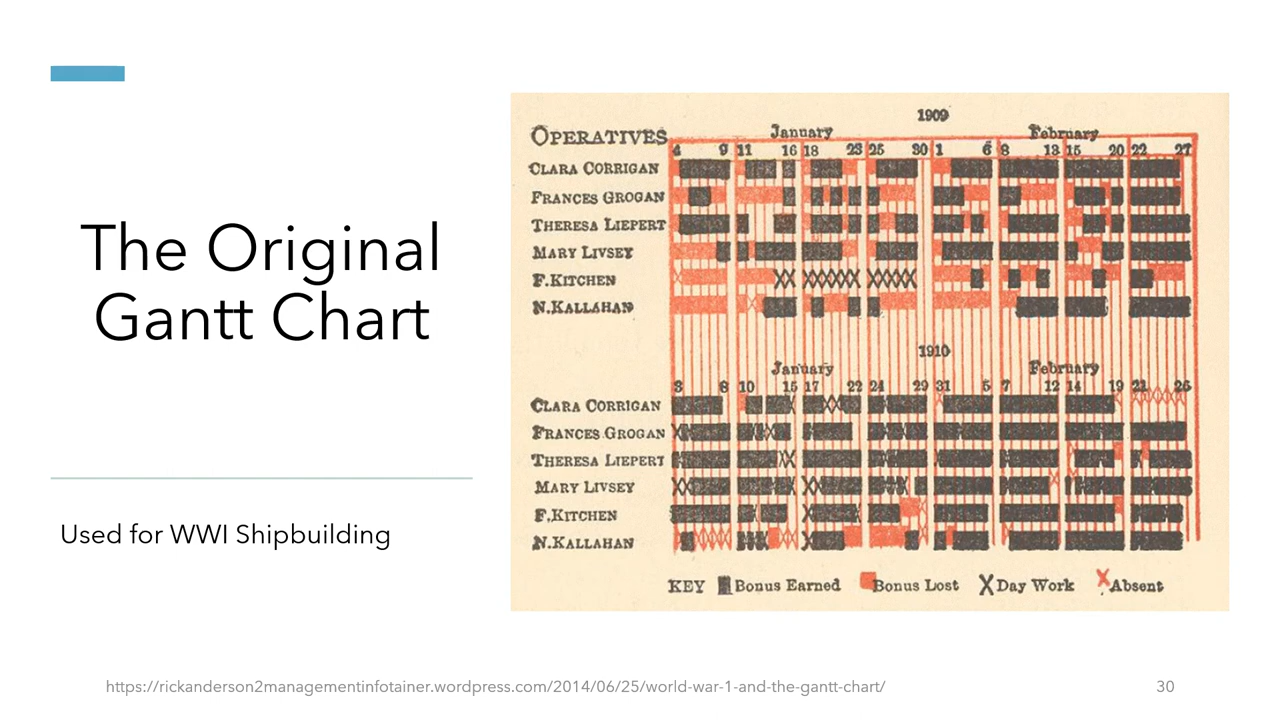 The Original
Gantt Chart
Used for WWI Shipbuilding
1909
OPERATIVES January February
4 9 11 16 18 23 25 30 1 6 8 13 15 20 22 27
CLARA CORRIGAN
FRANCES GROGAN
THERESA LIEPERT
MARY LIVSEY
F.KITCHEN
N.KALLAHAN
1910
January February
3 8 10 15 17 22 24 29 31 5 7 12 14 19 21 26
CLARA CORRIGAN
FRANCES GROGAN
THERESA LIEPERT
MARY LIVSEY
F.KITCHEN
N.KALLAHAN
KEY Bonus Earned Bonus Lost X Day Work X Absent
https://rickanderson2managementinfotainer.wordpress.com/2014/06/25/world-war-1-and-the-gantt-chart/ 30